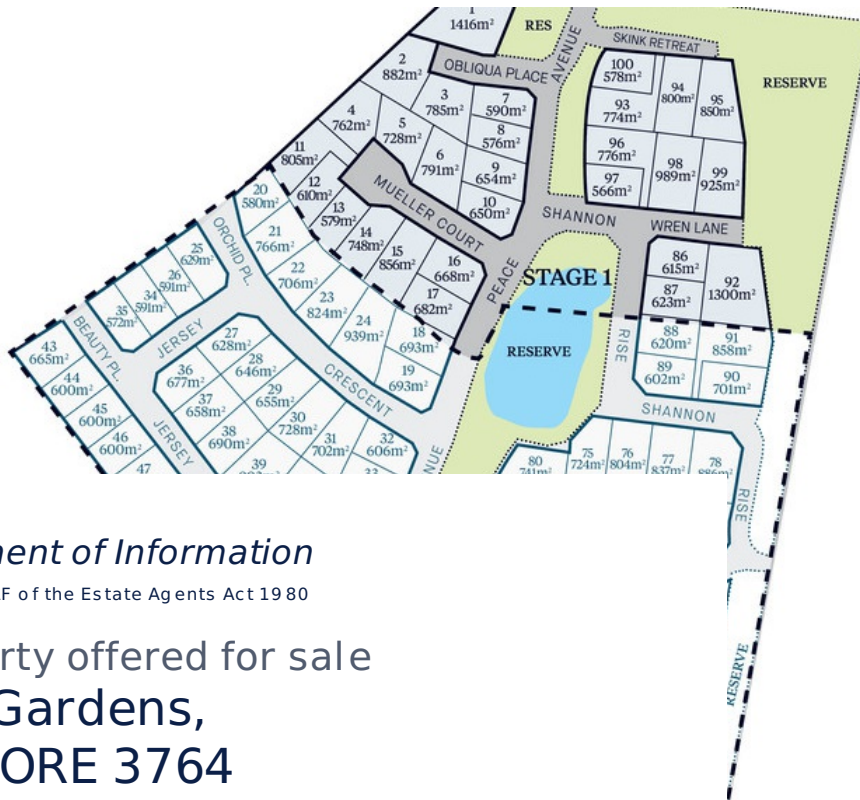 1
1416m²
RES
AVENUE
SKINK RETREAT
2
882m²
OBLIQUA PLACE
100
578m²
94
800m²
95
850m²
RESERVE
3
785m²
7
590m²
93
774m²
4
762m²
5
728m²
8
576m²
11
805m²
6
791m²
9
654m²
96
776m²
98
989m²
99
925m²
12
610m²
97
566m²
20
580m²
MUELLER COURT
10
650m²
13
579m²
SHANNON
WREN LANE
14
748m²
21
766m²
ORCHID PL.
15
856m²
25
629m²
16
668m²
86
615m²
22
706m²
26
591m²
PEACE
STAGE 1
92
1300m²
34
591m²
87
623m²
23
824m²
17
682m²
35
572m²
24
939m²
BEAUTY PL.
JERSEY
27
628m²
18
693m²
RISE
88
620m²
91
858m²
43
665m²
RESERVE
28
646m²
36
677m²
89
602m²
90
701m²
44
600m²
19
693m²
29
655m²
CRESCENT
37
658m²
45
600m²
30
728m²
SHANNON
38
690m²
JERSEY
46
600m²
31
702m²
32
606m²
75
724m²
76
804m²
77
837m²
78
80
47
39
NUE
RISE
ent of Information
F of the Estate Agents Act 1980
rty offered for sale
Gardens,
ORE 3764
RESERVE